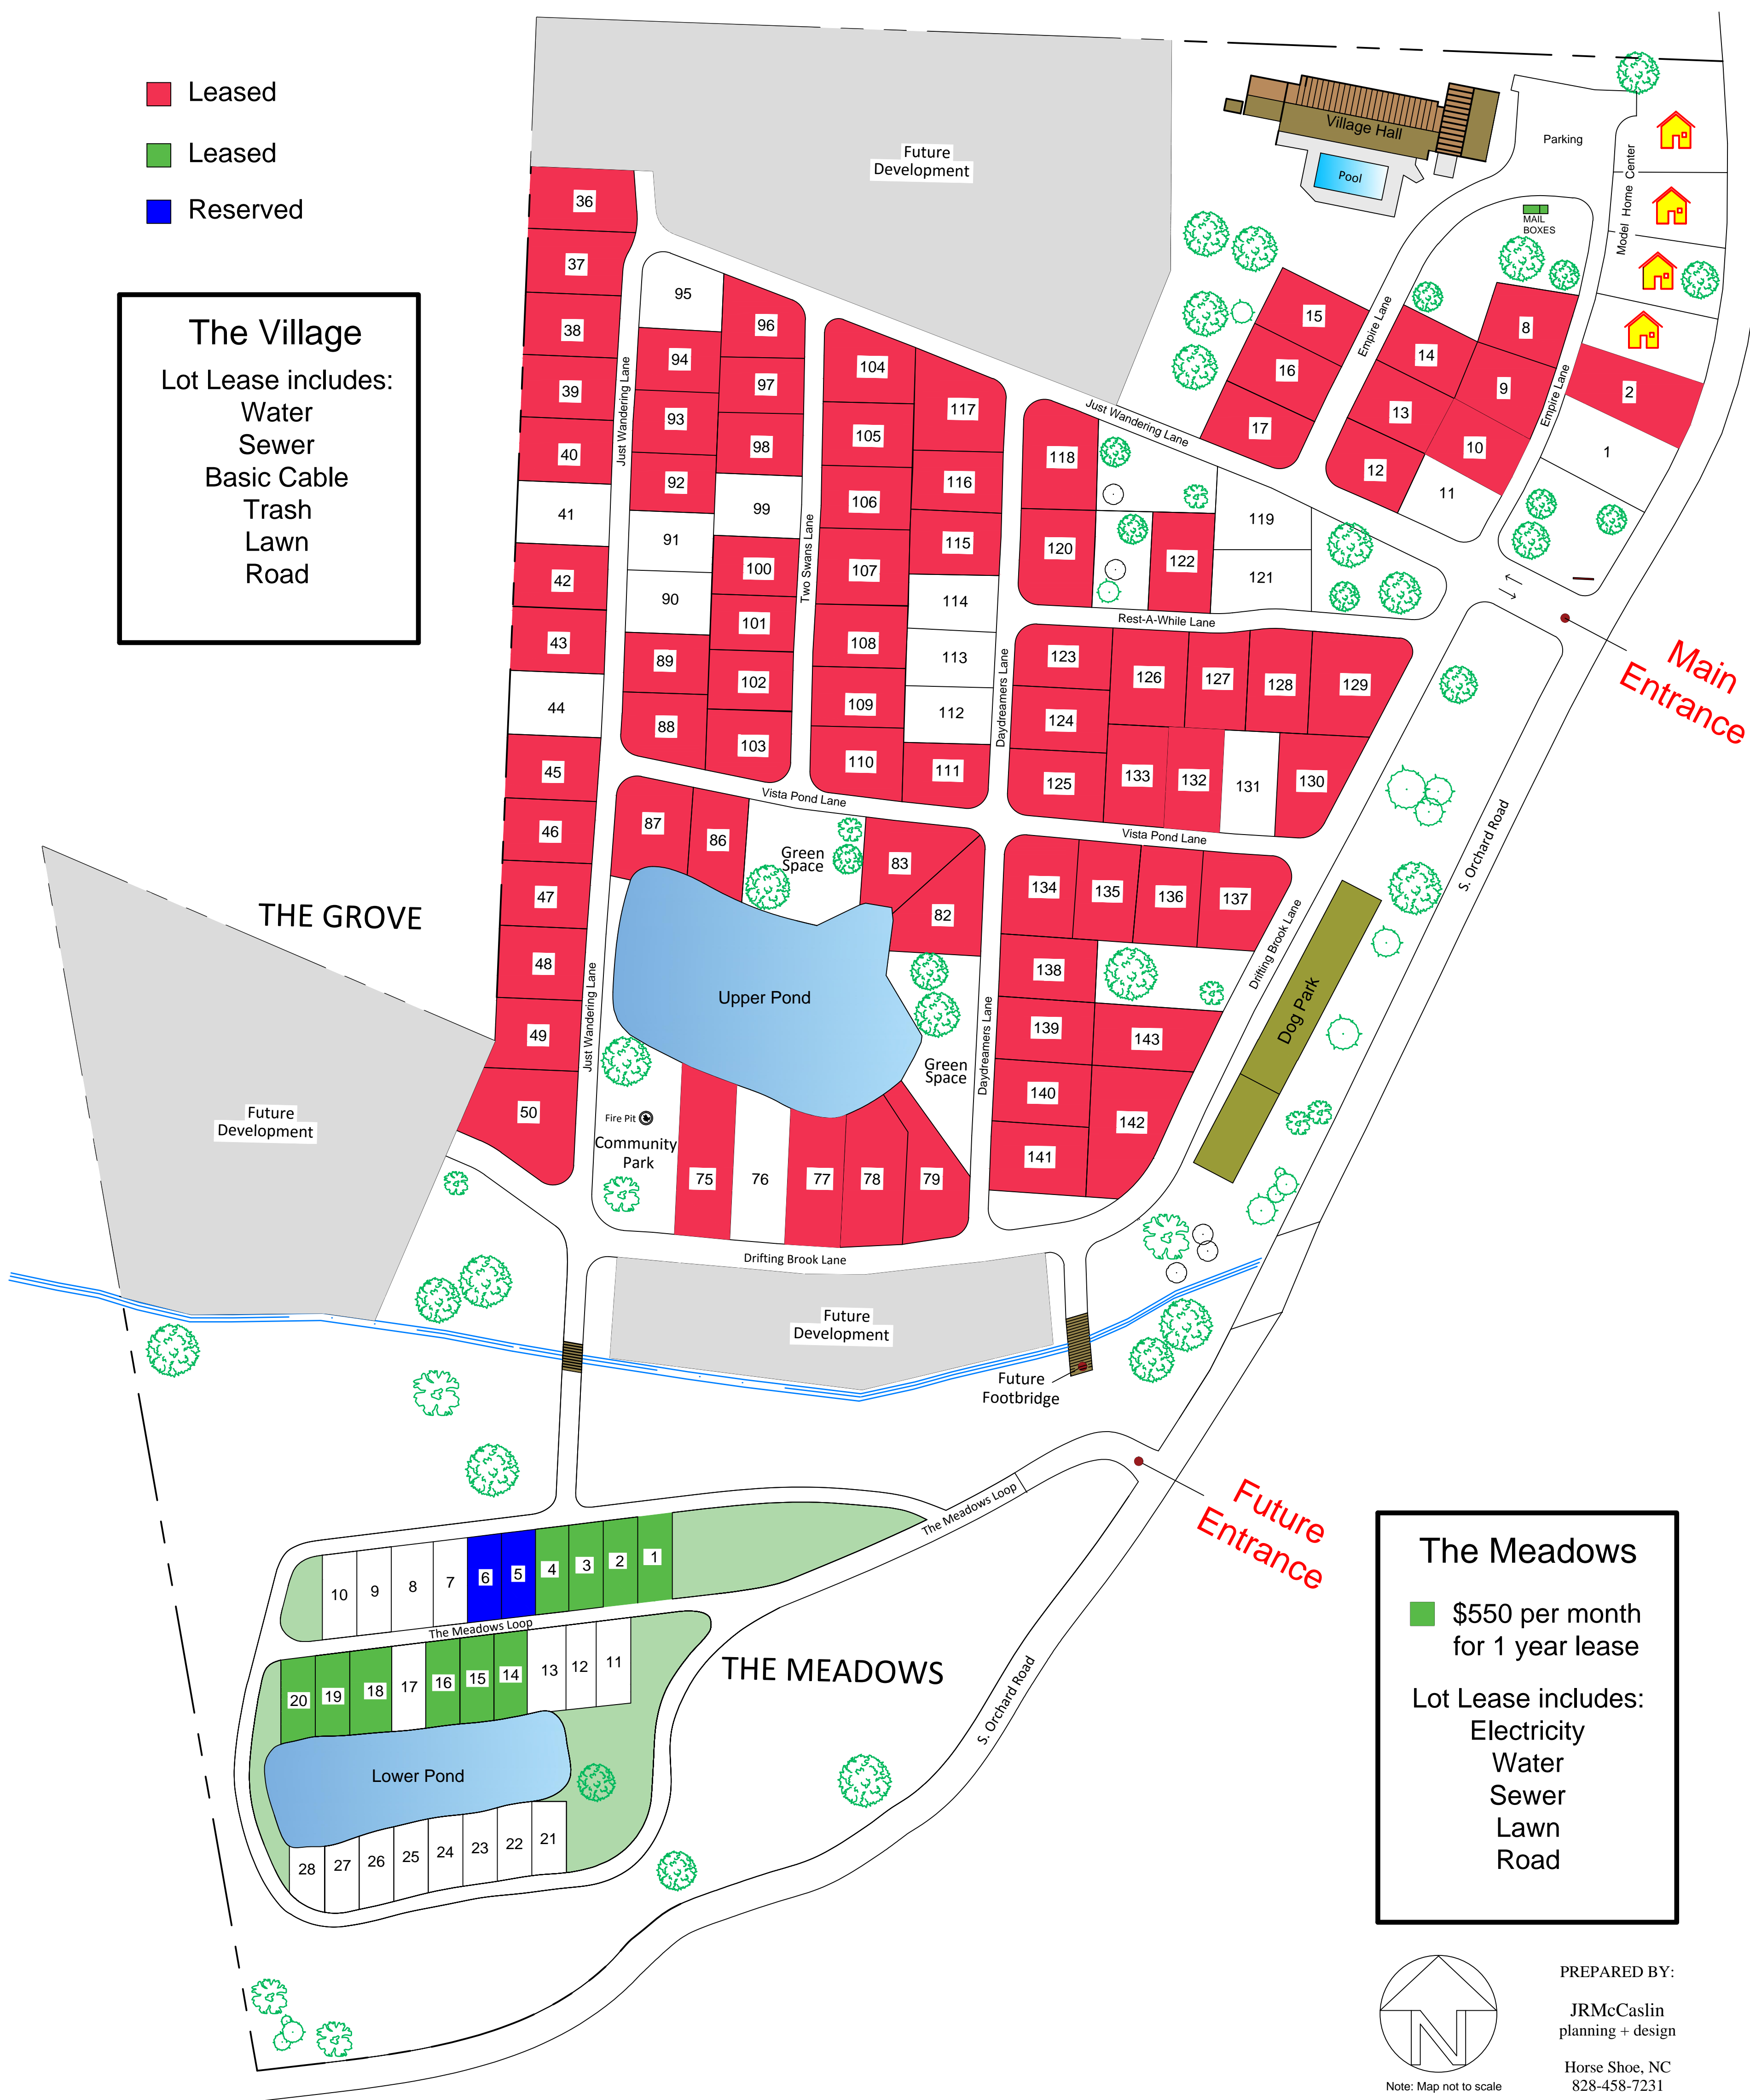 Leased
Leased
Reserved
The Village
Lot Lease includes:
Water
Sewer
Basic Cable
Trash
Lawn
Road
Future
Development
Village Hall
Pool
Parking
Model Home Center
MAIL
BOXES
36
37
38
39
40
41
42
43
44
45
46
47
48
49
50
Just Wandering Lane
Just Wandering Lane
95
94
93
92
91
90
89
88
96
97
98
99
100
101
102
103
Two Swans Lane
104
105
106
107
108
109
110
117
116
115
114
113
112
111
Just Wandering Lane
Daydreamers Lane
15
16
17
Empire Lane
14
13
12
8
9
10
11
Empire Lane
2
1
118
120
122
119
121
Rest-A-While Lane
123
124
125
126
127
128
129
133
132
131
130
Main
Entrance
Vista Pond Lane
Vista Pond Lane
87
86
Green
Space
83
82
Upper Pond
Green
Space
Daydreamers Lane
134
135
136
137
138
139
140
141
143
142
Drifting Brook Lane
Dog Park
S. Orchard Road
THE GROVE
Future
Development
Fire Pit
Community
Park
75
76
77
78
79
Drifting Brook Lane
Future
Development
Future
Footbridge
Future
Entrance
The Meadows Loop
10
9
8
7
6
5
4
3
2
1
The Meadows Loop
20
19
18
17
16
15
14
13
12
11
THE MEADOWS
Lower Pond
28
27
26
25
24
23
22
21
S. Orchard Road
The Meadows
$550 per month
for 1 year lease
Lot Lease includes:
Electricity
Water
Sewer
Lawn
Road
N
Note: Map not to scale
PREPARED BY:
JRMcCaslin
planning + design
Horse Shoe, NC
828-458-7231